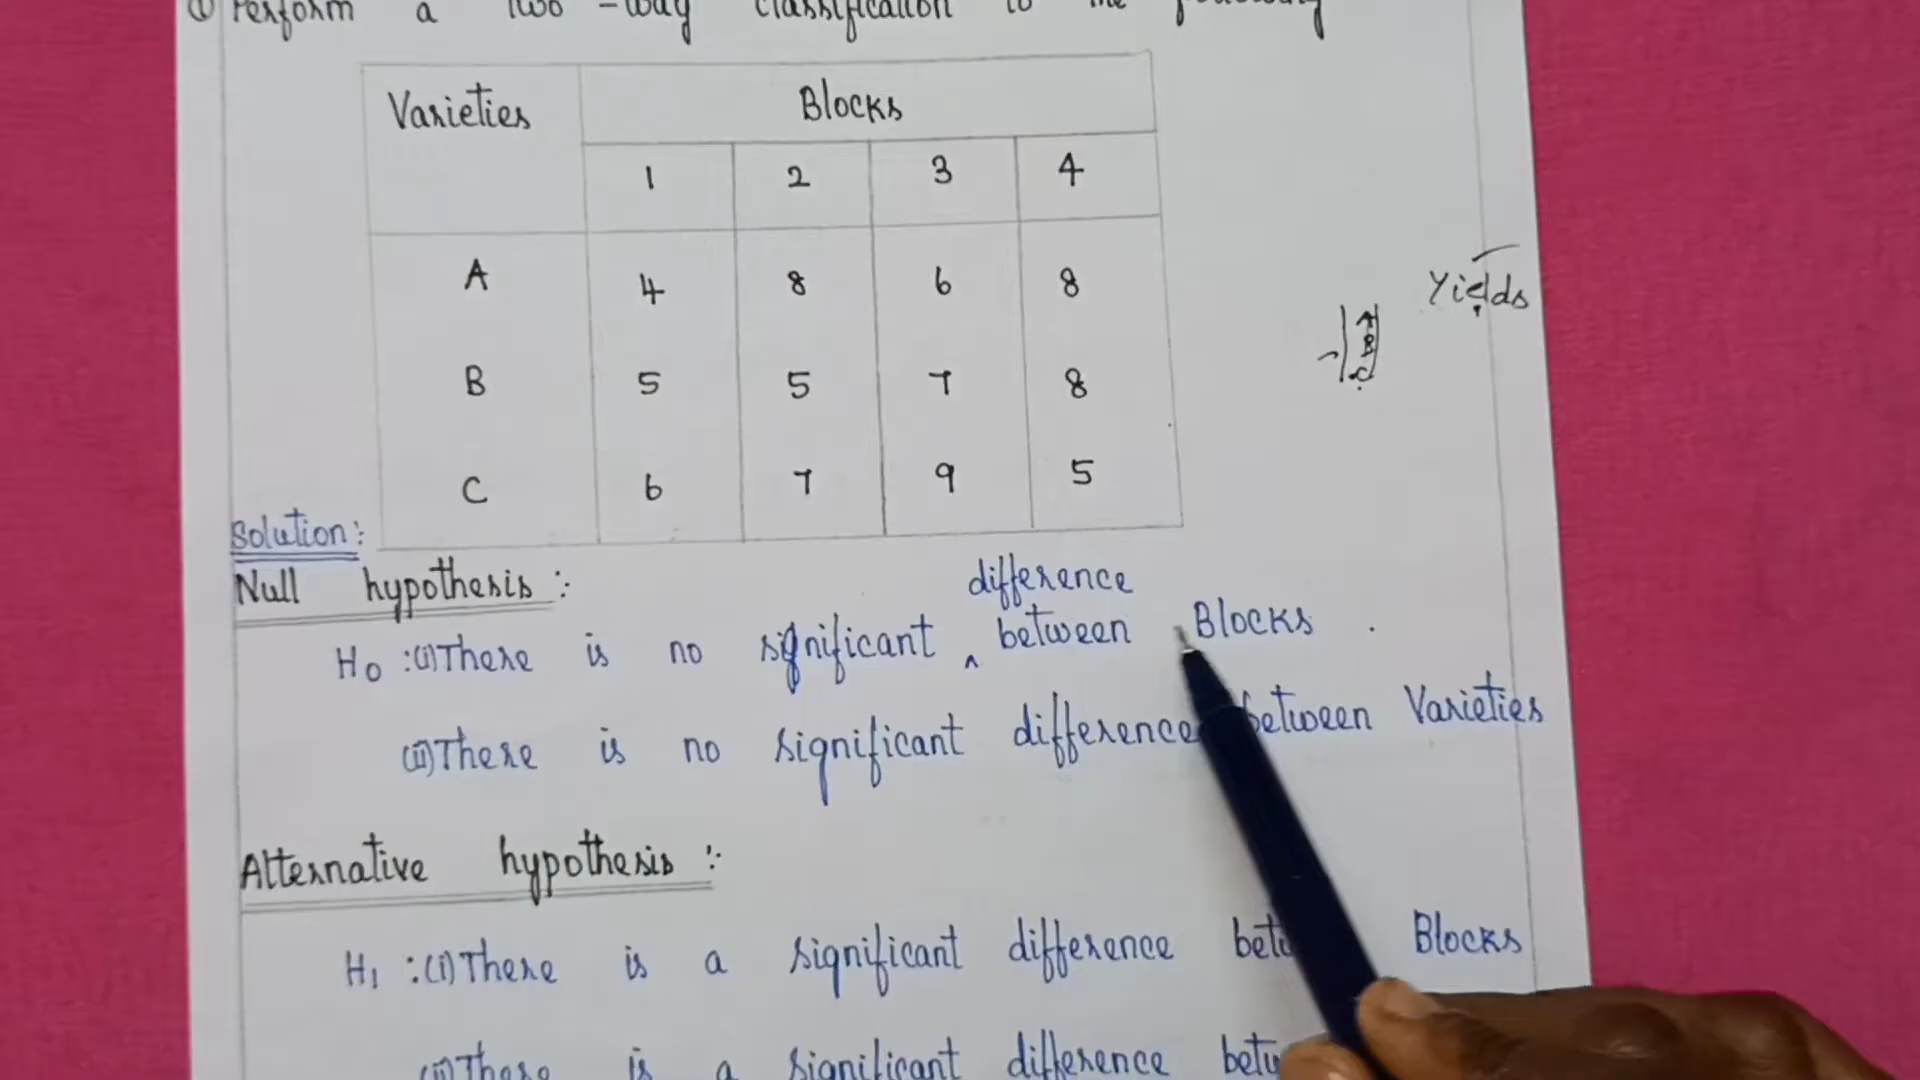 ① Perform a Two-way classification to the following
Varieties Blocks
1 2 3 4
A 4 8 6 8
B 5 5 7 8
C 6 7 9 5
Yields
A
B
C
Solution:
Null hypothesis:
difference
H0 :(i)There is no significant ^ between Blocks .
(ii)There is no significant difference between Varieties
Alternative hypothesis:
H1 :(i)There is a significant difference Blocks
(ii)There is a significant difference